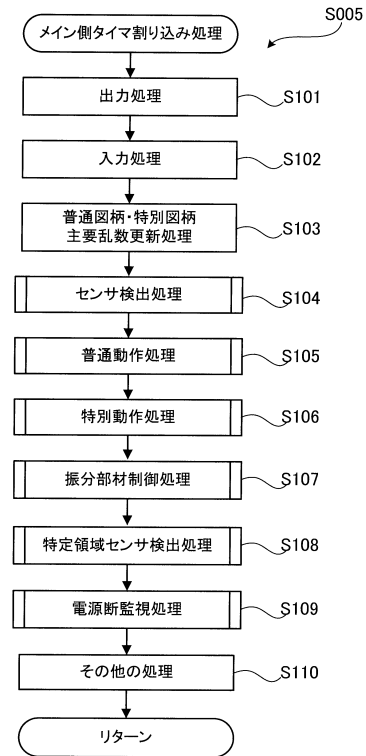 S005
メイン側タイマ割り込み処理
出力処理
S101
入力処理
S102
普通図柄・特別図柄
主要乱数更新処理
S103
センサ検出処理
S104
普通動作処理
S105
特別動作処理
S106
振分部材制御処理
S107
特定領域センサ検出処理
S108
電源断監視処理
S109
その他の処理
S110
リターン